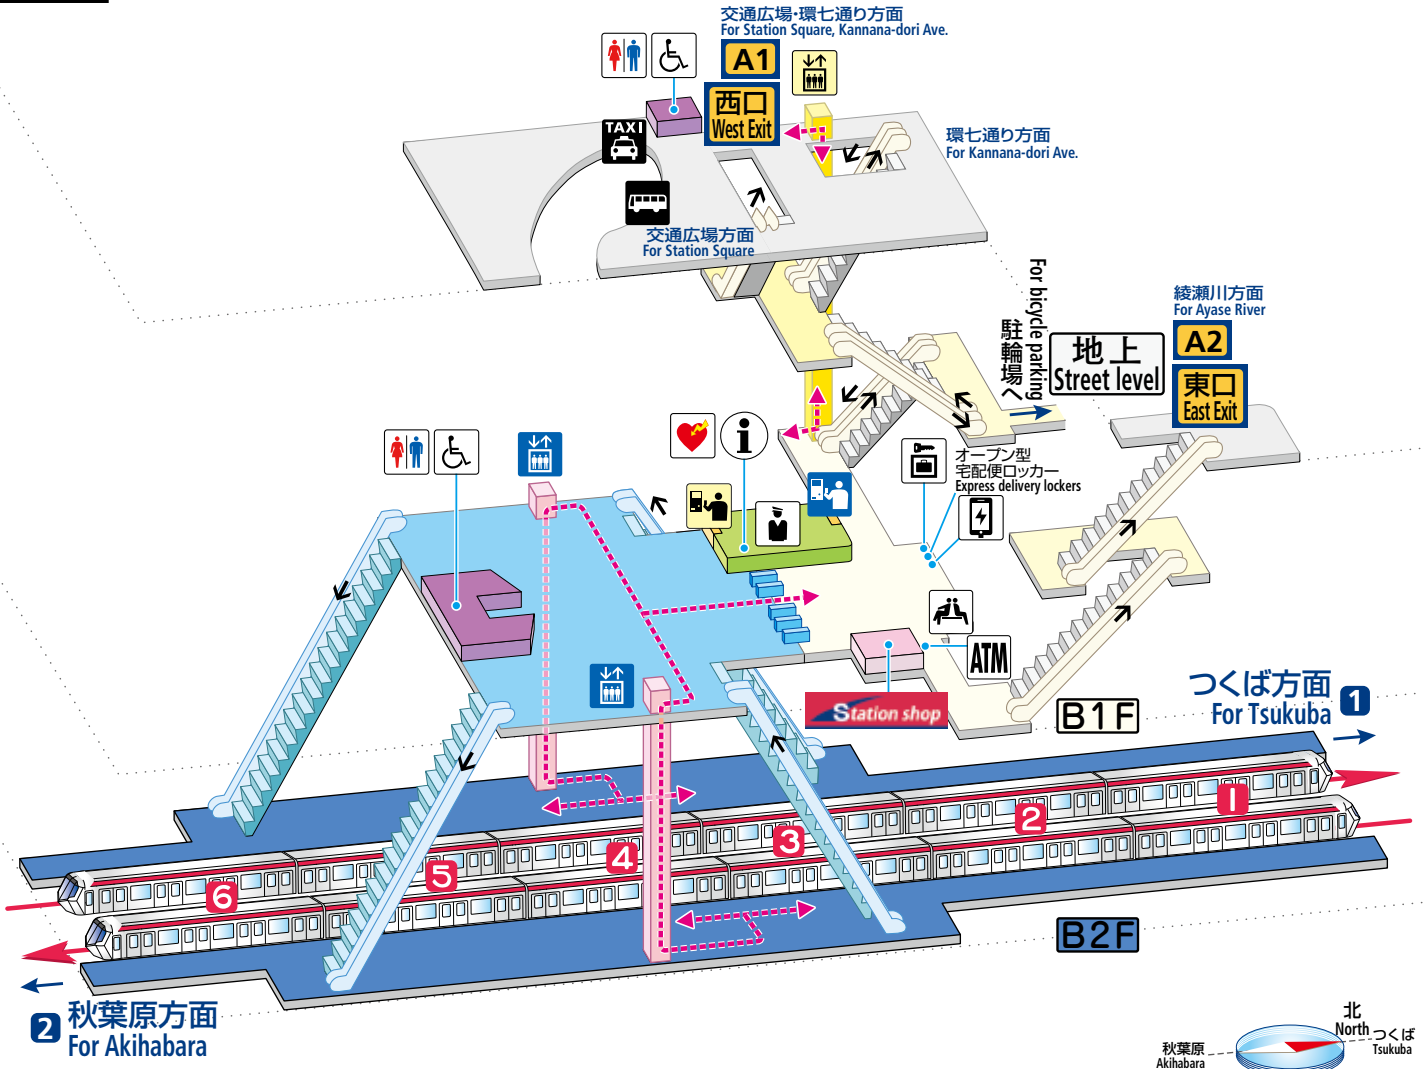 交通広場・環七通り方面
For Station Square, Kannana-dori Ave.
A1
西口
West Exit
TAXI
環七通り方面
For Kannana-dori Ave.
交通広場方面
For Station Square
For bicycle parking
駐輪場へ
地上
Street level
綾瀬川方面
For Ayase River
A2
東口
East Exit
i
オープン型
宅配便ロッカー
Express delivery lockers
ATM
Station shop
B1F
つくば方面
For Tsukuba
1
1
2
3
4
5
6
B2F
2
秋葉原方面
For Akihabara
北
North
つくば
Tsukuba
秋葉原
Akihabara